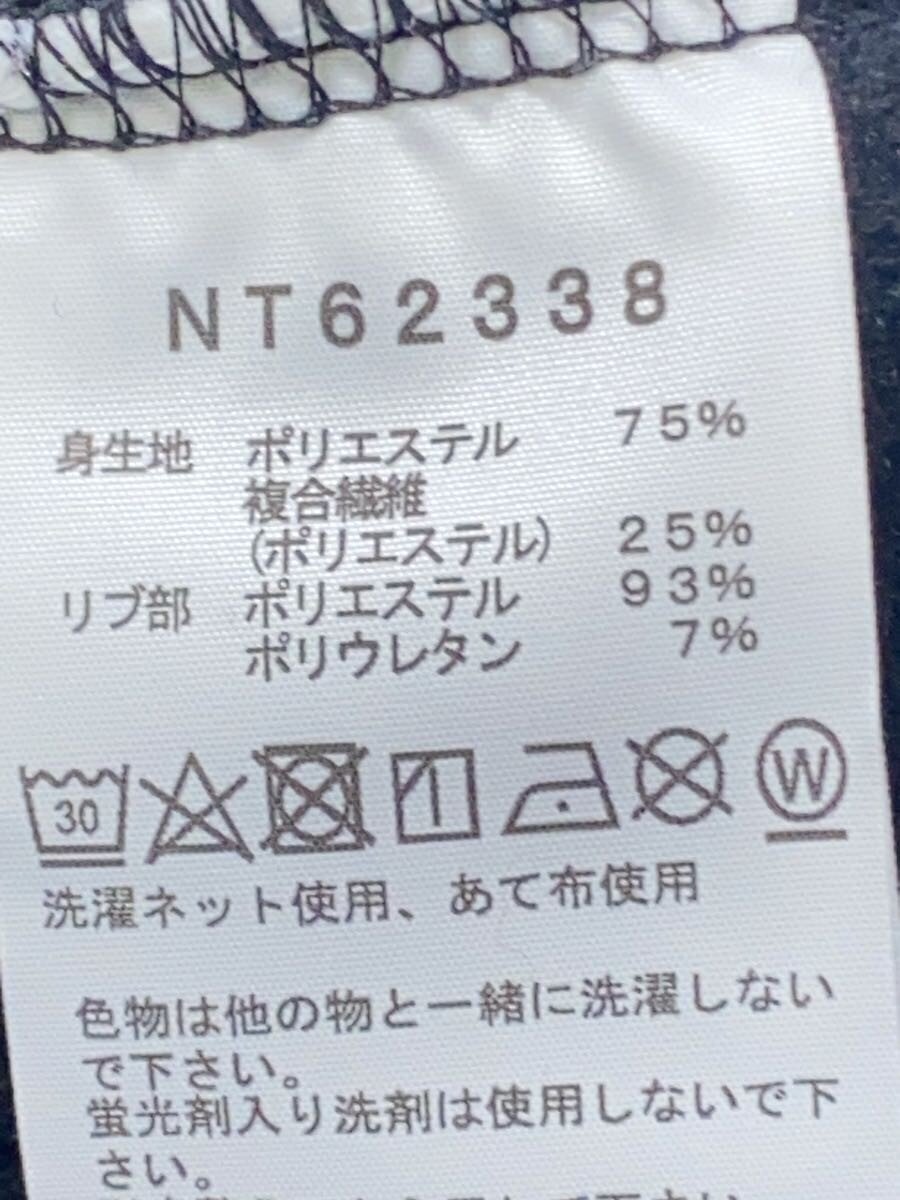 NT62338
身生地 ポリエステル 75%
複合繊維
(ポリエステル) 25%
リブ部 ポリエステル 93%
ポリウレタン 7%
30 W
洗濯ネット使用、あて布使用
色物は他の物と一緒に洗濯しない
で下さい。
蛍光剤入り洗剤は使用しないで下
さい。